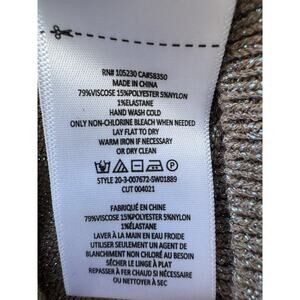 RN# 105230 CA#58350
MADE IN CHINA
79%VISCOSE 15%POLYESTER 5%NYLON
1%ELASTANE
HAND WASH COLD
ONLY NON-CHLORINE BLEACH WHEN NEEDED
LAY FLAT TO DRY
WARM IRON IF NECESSARY
OR DRY CLEAN
STYLE 20-3-007672-SW01889
CUT 004021
FABRIQUÉ EN CHINE
79%VISCOSE 15%POLYESTER 5%NYLON
1%ÉLASTANNE
LAVER À LA MAIN EN EAU FROIDE
UTILISER SEULEMENT UN AGENT DE
BLANCHIMENT NON CHLORÉ AU BESOIN
SÉCHER LE LINGE À PLAT
REPASSER À FER CHAUD SI NÉCESSAIRE
OU NETTOYER À SEC